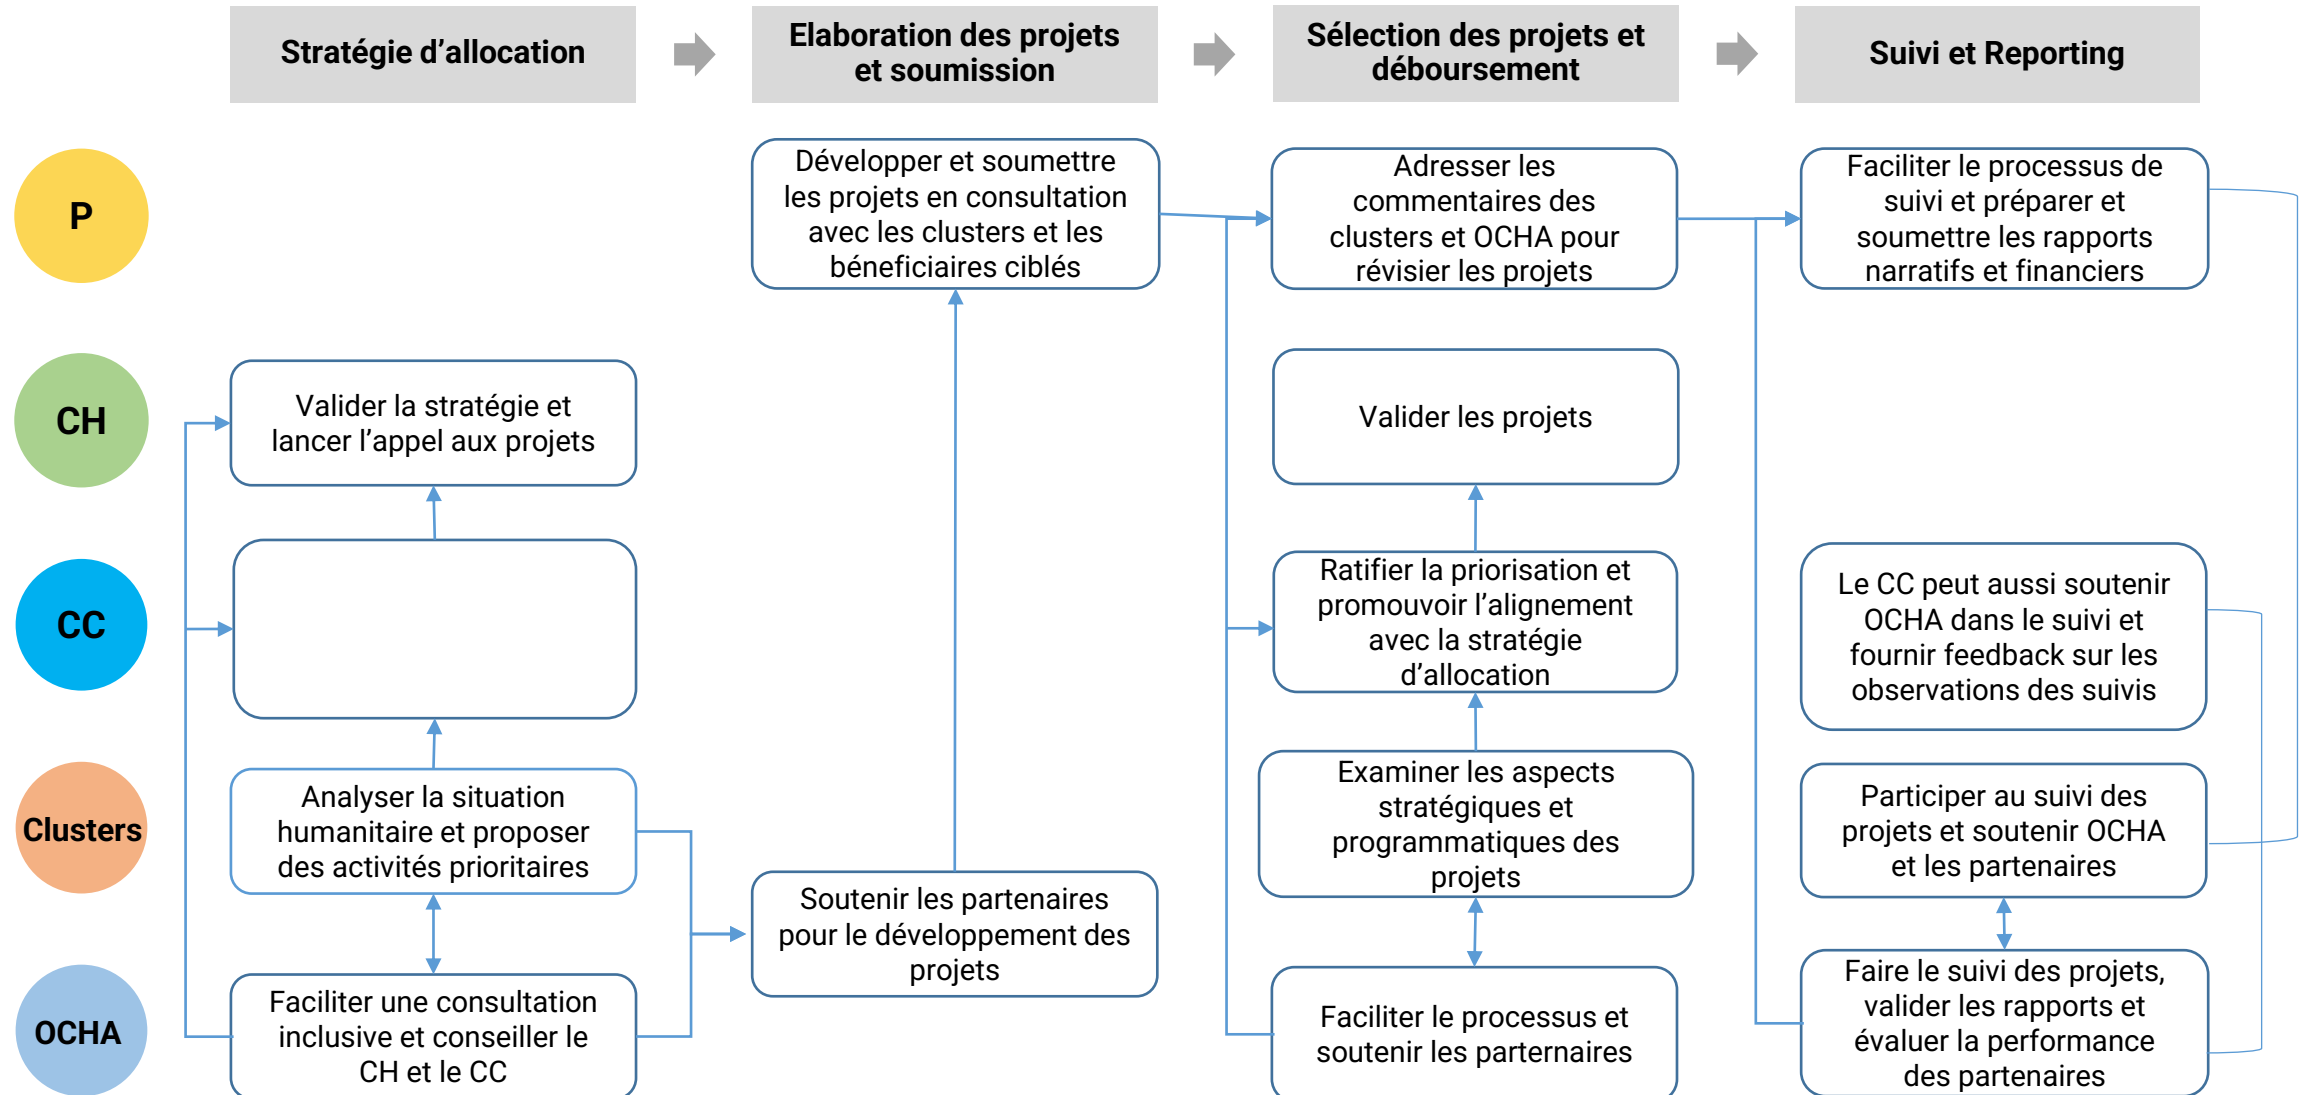 Stratégie d’allocation
Elaboration des projets
et soumission
Sélection des projets et
déboursement
Suivi et Reporting
P
Développer et soumettre
les projets en consultation
avec les clusters et les
béneficiaires ciblés
Adresser les
commentaires des
clusters et OCHA pour
révisier les projets
Faciliter le processus de
suivi et préparer et
soumettre les rapports
narratifs et financiers
CH
Valider la stratégie et
lancer l’appel aux projets
Valider les projets
CC
Ratifier la priorisation et
promouvoir l’alignement
avec la stratégie
d’allocation
Le CC peut aussi soutenir
OCHA dans le suivi et
fournir feedback sur les
observations des suivis
Clusters
Analyser la situation
humanitaire et proposer
des activités prioritaires
Soutenir les partenaires
pour le développement des
projets
Examiner les aspects
stratégiques et
programmatiques des
projets
Participer au suivi des
projets et soutenir OCHA
et les partenaires
OCHA
Faciliter une consultation
inclusive et conseiller le
CH et le CC
Faciliter le processus et
soutenir les parternaires
Faire le suivi des projets,
valider les rapports et
évaluer la performance
des partenaires